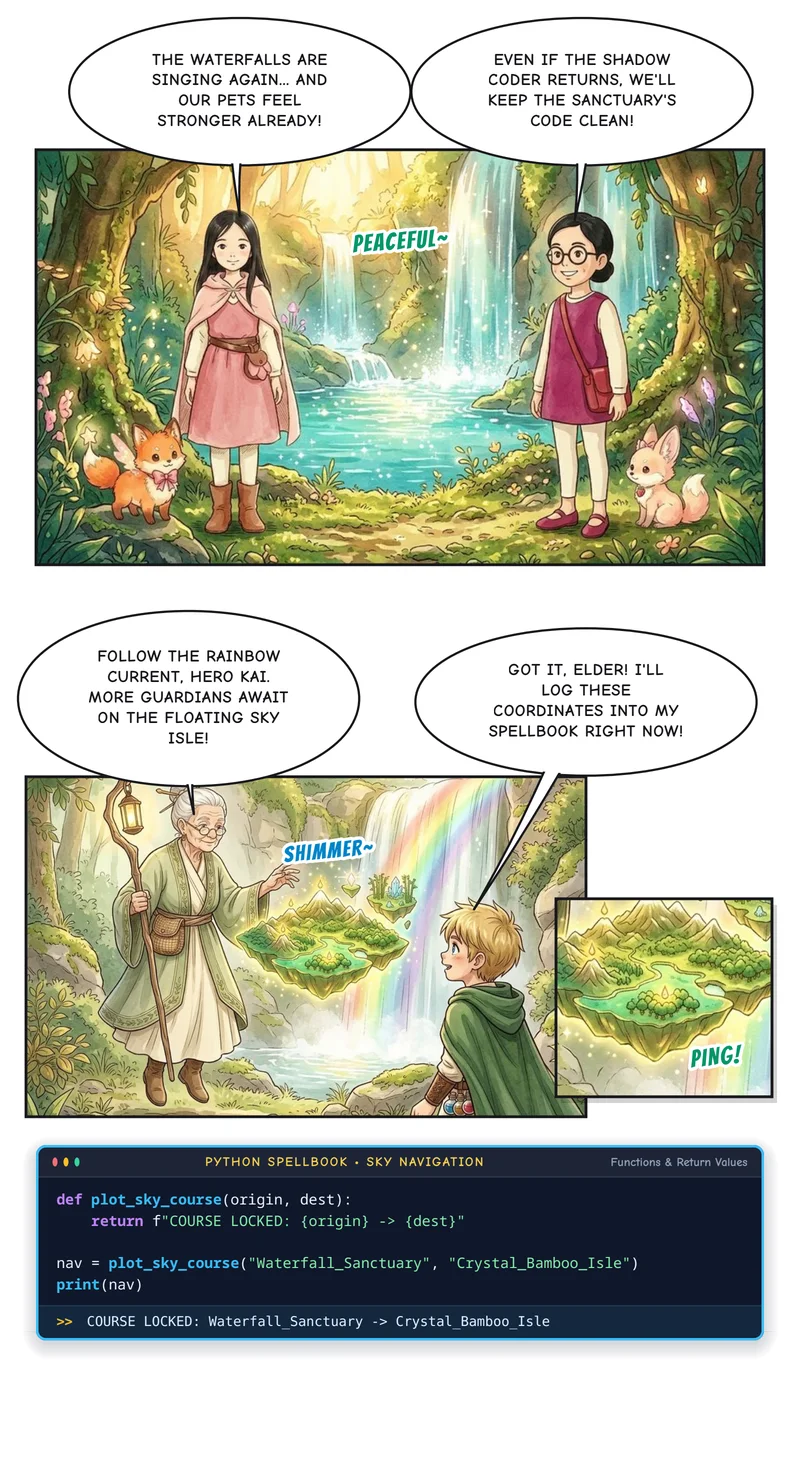 THE WATERFALLS ARE
SINGING AGAIN... AND
OUR PETS FEEL
STRONGER ALREADY!
EVEN IF THE SHADOW
CODER RETURNS, WE'LL
KEEP THE SANCTUARY'S
CODE CLEAN!
PEACEFUL~
FOLLOW THE RAINBOW
CURRENT, HERO KAI.
MORE GUARDIANS AWAIT
ON THE FLOATING SKY
ISLE!
GOT IT, ELDER! I'LL
LOG THESE
COORDINATES INTO MY
SPELLBOOK RIGHT NOW!
SHIMMER~
PING!
PYTHON SPELLBOOK • SKY NAVIGATION
Functions & Return Values
def plot_sky_course(origin, dest):
    return f"COURSE LOCKED: {origin} -> {dest}"
nav = plot_sky_course("Waterfall_Sanctuary", "Crystal_Bamboo_Isle")
print(nav)
>> COURSE LOCKED: Waterfall_Sanctuary -> Crystal_Bamboo_Isle